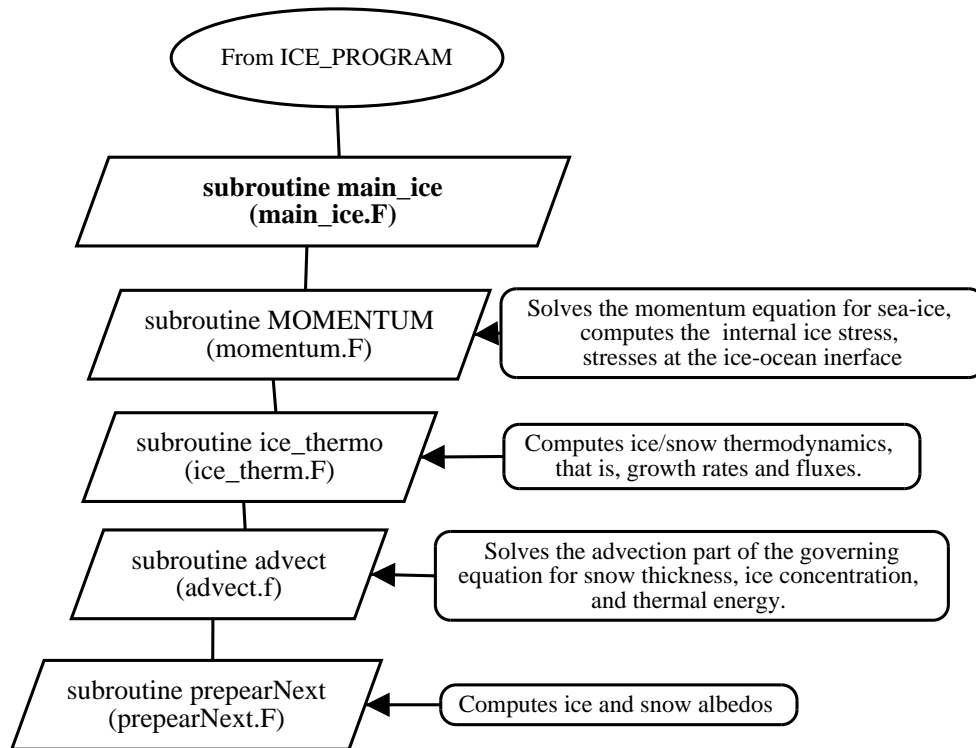 From ICE_PROGRAM
subroutine main_ice
(main_ice.F)
subroutine MOMENTUM
(momentum.F)
Solves the momentum equation for sea-ice,
computes the internal ice stress,
stresses at the ice-ocean inerface
subroutine ice_thermo
(ice_therm.F)
Computes ice/snow thermodynamics,
that is, growth rates and fluxes.
subroutine advect
(advect.f)
Solves the advection part of the governing
equation for snow thickness, ice concentration,
and thermal energy.
subroutine prepearNext
(prepearNext.F)
Computes ice and snow albedos